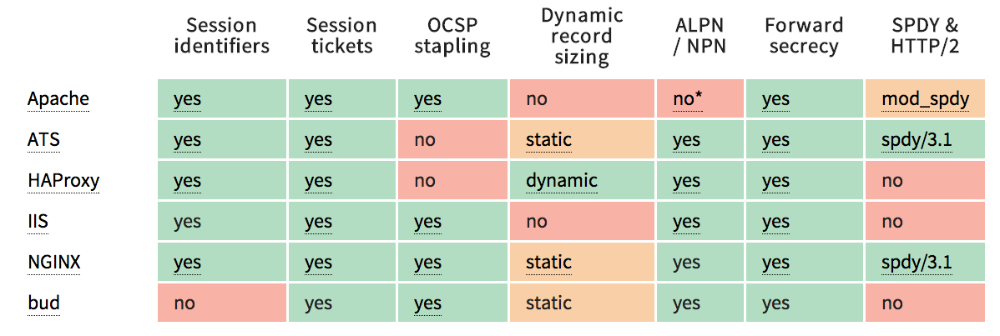 Session identifiers Session tickets OCSP stapling Dynamic record sizing ALPN / NPN Forward secrecy SPDY & HTTP/2
Apache yes yes yes no no* yes mod_spdy
ATS yes yes no static yes yes spdy/3.1
HAProxy yes yes no dynamic yes yes no
IIS yes yes yes no yes yes no
NGINX yes yes yes static yes yes spdy/3.1
bud no yes yes static yes yes no